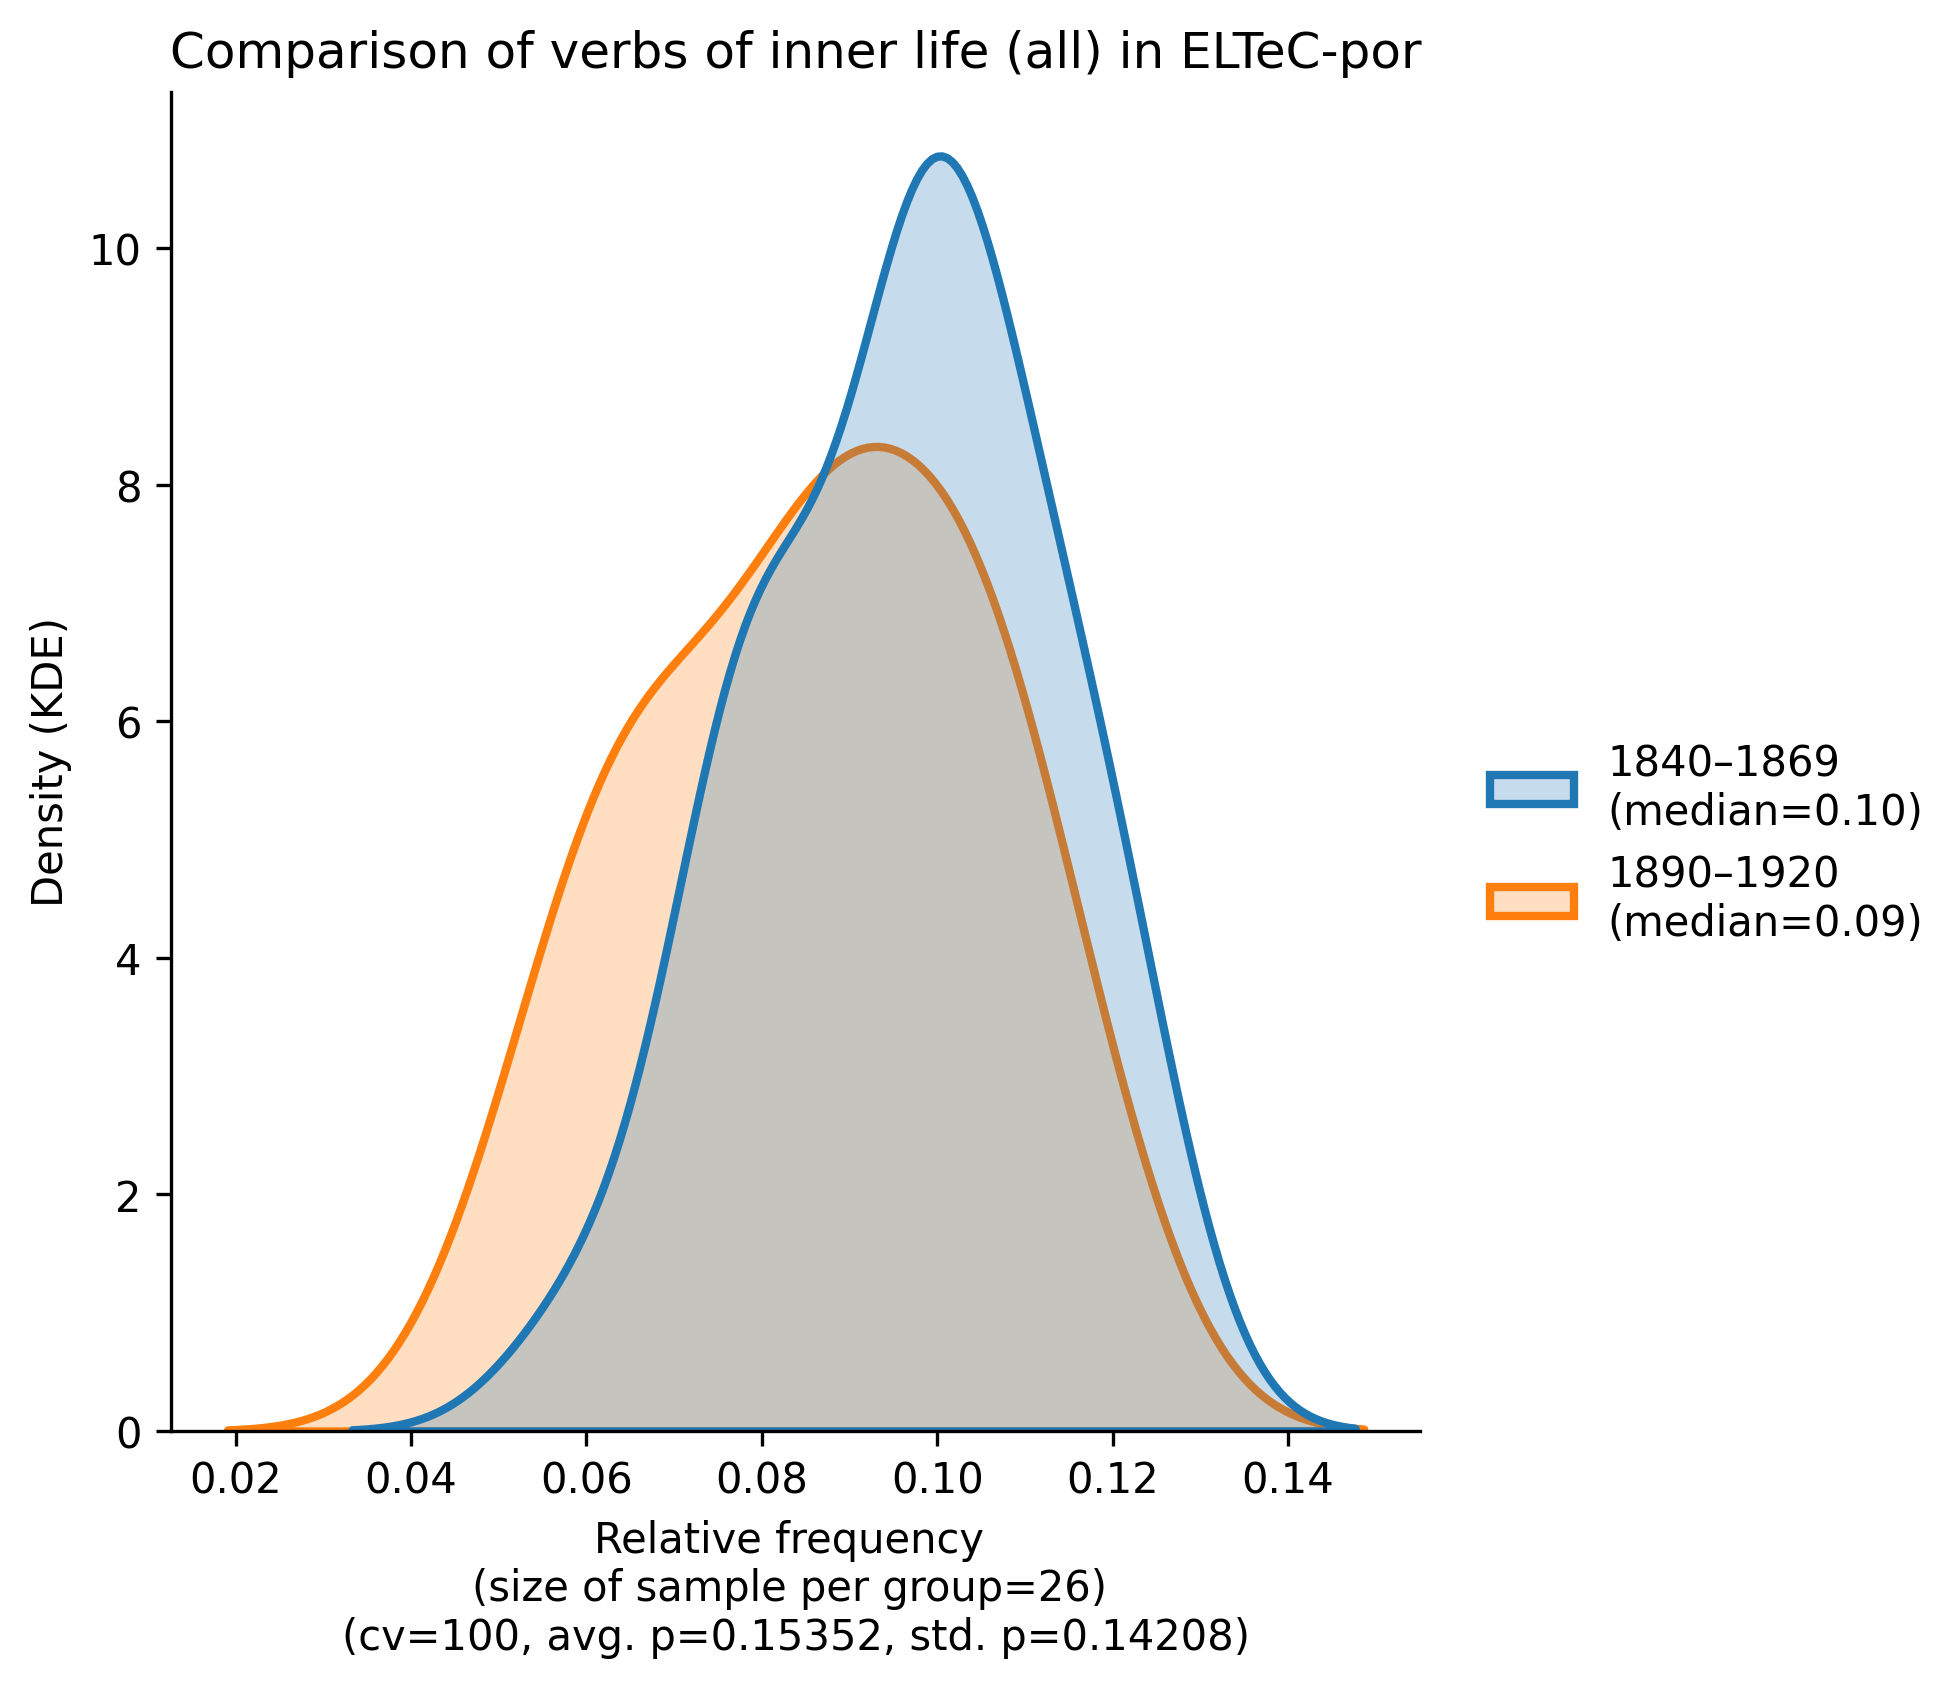 Comparison of verbs of inner life (all) in ELTeC-por
Density (KDE)
10
8
6
4
2
0
0.02 0.04 0.06 0.08 0.10 0.12 0.14
Relative frequency
(size of sample per group=26)
(cv=100, avg. p=0.15352, std. p=0.14208)
1840–1869
(median=0.10)
1890–1920
(median=0.09)